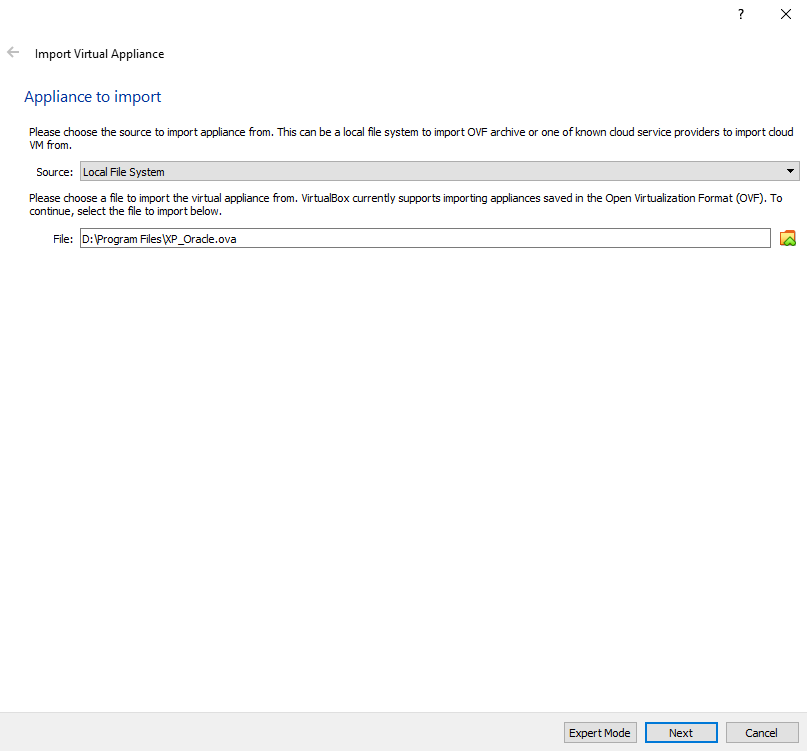 ?
Import Virtual Appliance
Appliance to import
Please choose the source to import appliance from. This can be a local file system to import OVF archive or one of known cloud service providers to import cloud
VM from.
Source: Local File System
Please choose a file to import the virtual appliance from. VirtualBox currently supports importing appliances saved in the Open Virtualization Format (OVF). To
continue, select the file to import below.
File: D:\Program Files\XP_Oracle.ova
Expert Mode Next Cancel